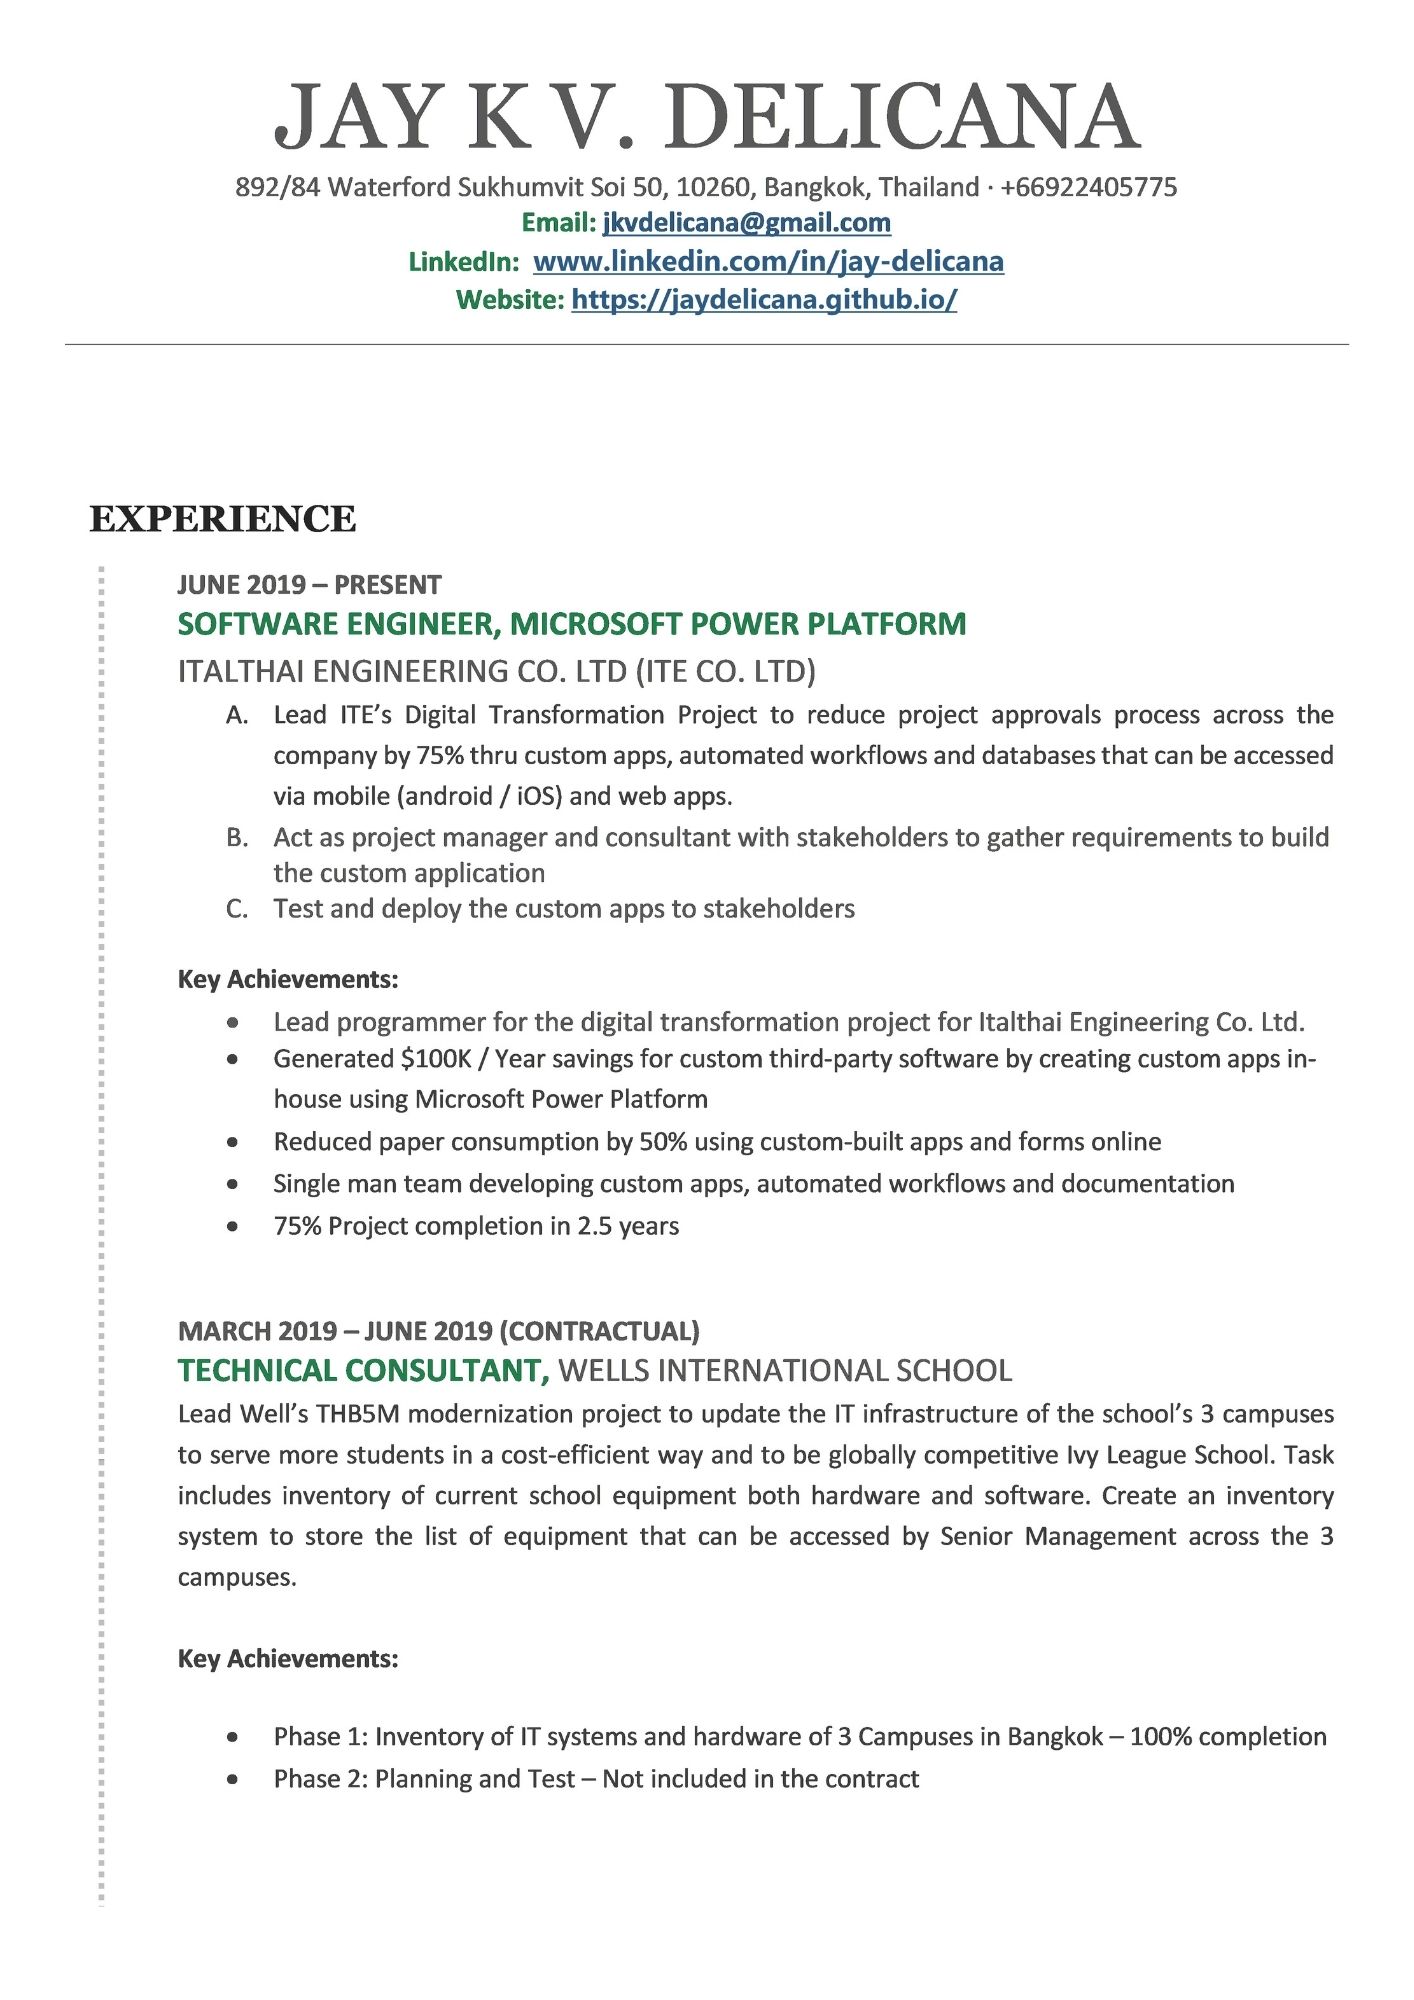 JAY K V. DELICANA
892/84 Waterford Sukhumvit Soi 50, 10260, Bangkok, Thailand · +66922405775
Email: jkvdelicana@gmail.com
LinkedIn: www.linkedin.com/in/jay-delicana
Website: https://jaydelicana.github.io/
EXPERIENCE
JUNE 2019 – PRESENT
SOFTWARE ENGINEER, MICROSOFT POWER PLATFORM
ITALTHAI ENGINEERING CO. LTD (ITE CO. LTD)
A. Lead ITE’s Digital Transformation Project to reduce project approvals process across the
company by 75% thru custom apps, automated workflows and databases that can be accessed
via mobile (android / iOS) and web apps.
B. Act as project manager and consultant with stakeholders to gather requirements to build
the custom application
C. Test and deploy the custom apps to stakeholders
Key Achievements:
• Lead programmer for the digital transformation project for Italthai Engineering Co. Ltd.
• Generated $100K / Year savings for custom third-party software by creating custom apps in-
house using Microsoft Power Platform
• Reduced paper consumption by 50% using custom-built apps and forms online
• Single man team developing custom apps, automated workflows and documentation
• 75% Project completion in 2.5 years
MARCH 2019 – JUNE 2019 (CONTRACTUAL)
TECHNICAL CONSULTANT, WELLS INTERNATIONAL SCHOOL
Lead Well’s THB5M modernization project to update the IT infrastructure of the school’s 3 campuses
to serve more students in a cost-efficient way and to be globally competitive Ivy League School. Task
includes inventory of current school equipment both hardware and software. Create an inventory
system to store the list of equipment that can be accessed by Senior Management across the 3
campuses.
Key Achievements:
• Phase 1: Inventory of IT systems and hardware of 3 Campuses in Bangkok – 100% completion
• Phase 2: Planning and Test – Not included in the contract